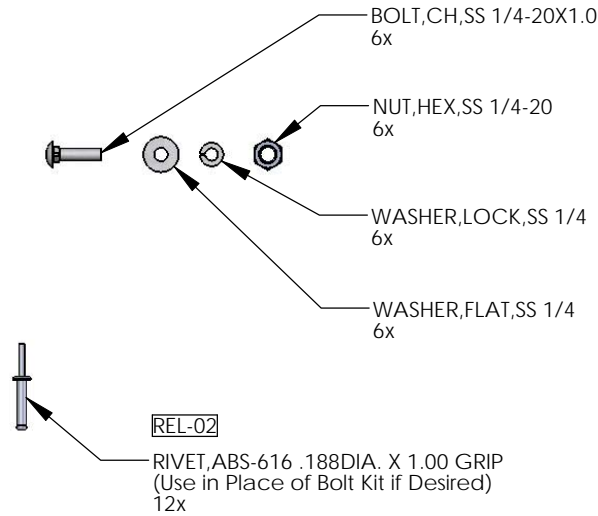 BOLT,CH,SS 1/4-20X1.0
6x
NUT,HEX,SS 1/4-20
6x
WASHER,LOCK,SS 1/4
6x
WASHER,FLAT,SS 1/4
6x
REL-02
RIVET,ABS-616 .188DIA. X 1.00 GRIP
(Use in Place of Bolt Kit if Desired)
12x